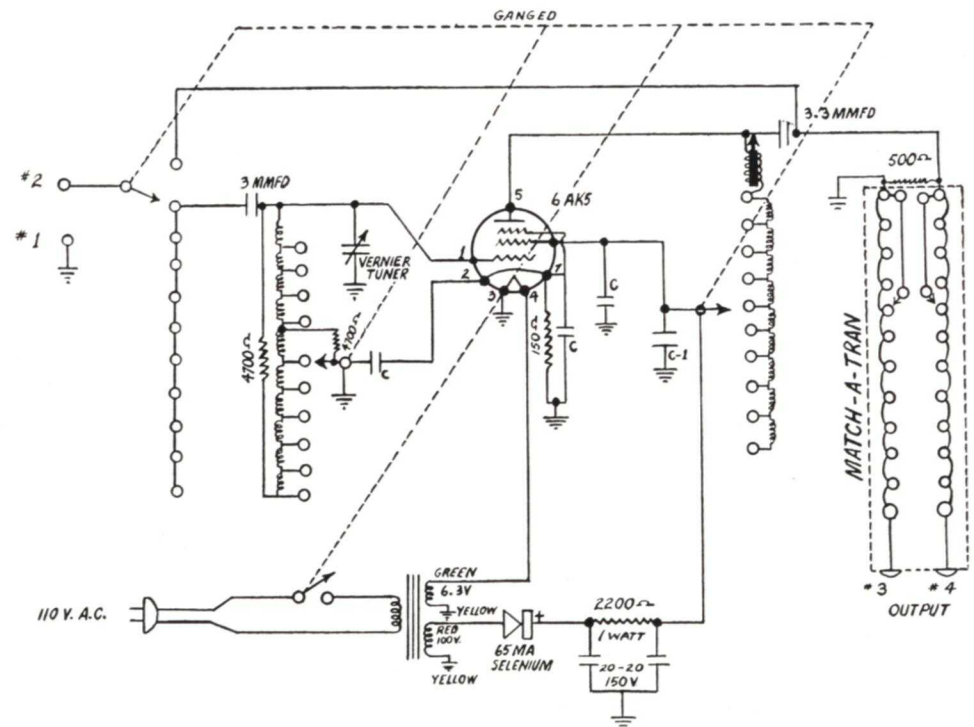 GANGED
3.3 MMFD
#2
3 MMFD
5
6 AK5
500Ω
#1
1
2
7
VERNIER
TUNER
3
4
C
4700Ω
4700Ω
C
150Ω
C
C-1
MATCH-A-TRAN
GREEN
6.3V
YELLOW
#3
#4
OUTPUT
110 V. A.C.
RED
100V.
YELLOW
+
65 MA
SELENIUM
2200Ω
1 WATT
20-20
150V